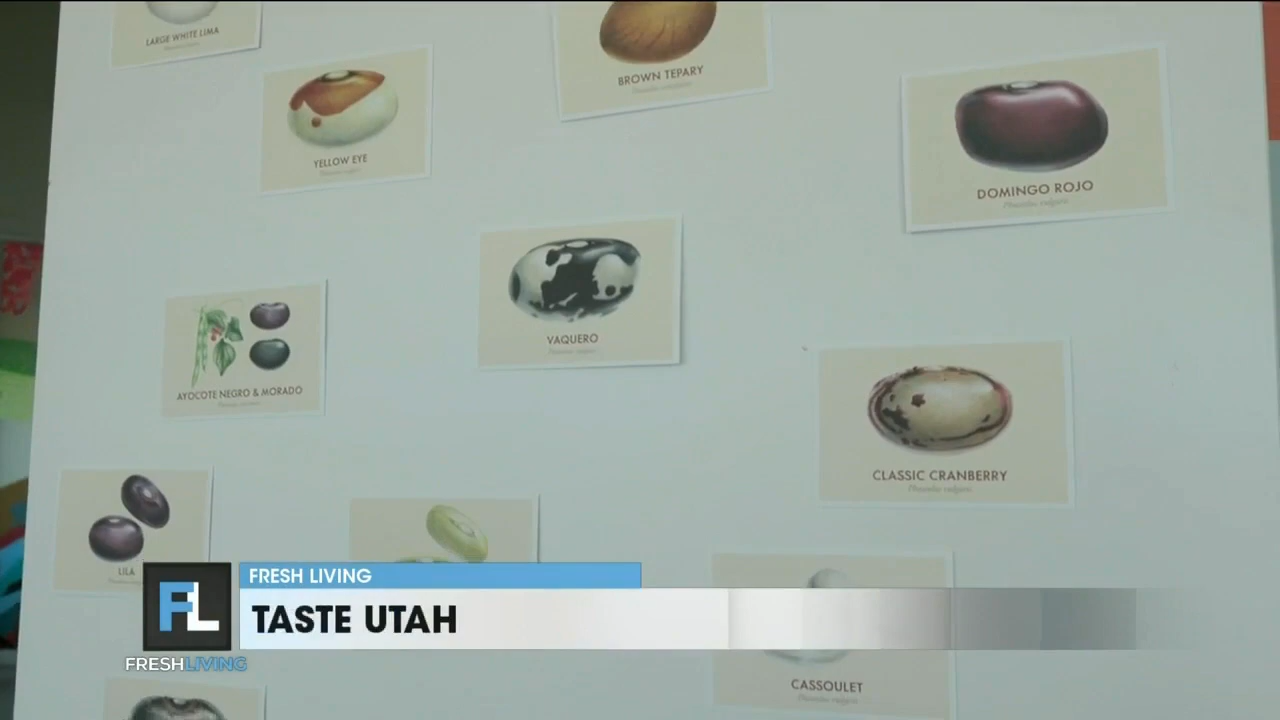 LARGE WHITE LIMA
BROWN TEPARY
YELLOW EYE
DOMINGO ROJO
VAQUERO
AYOCOTE NEGRO & MORADO
CLASSIC CRANBERRY
LILA
FRESH LIVING
FL
TASTE UTAH
FRESHLIVING
CASSOULET